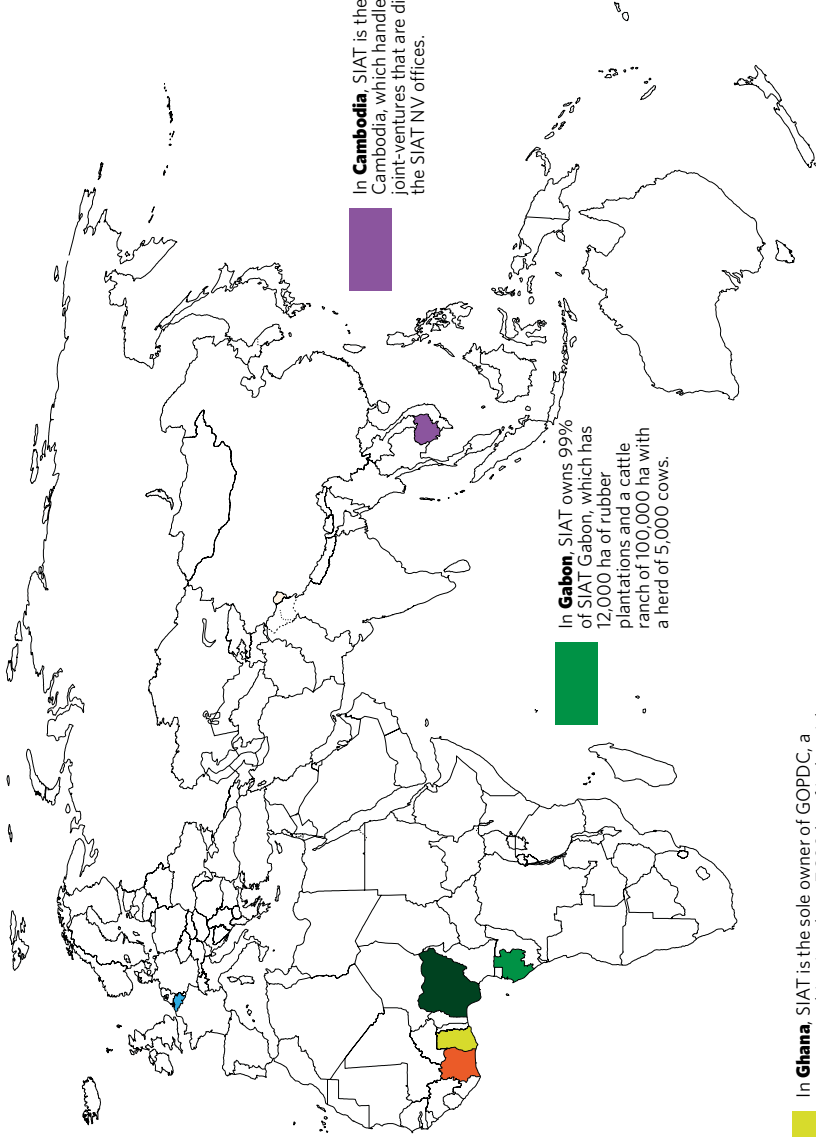 In Cambodia, SIAT is the
Cambodia, which handle
joint-ventures that are di
the SIAT NV offices.
In Gabon, SIAT owns 99%
of SIAT Gabon, which has
12,000 ha of rubber
plantations and a cattle
ranch of 100,000 ha with
a herd of 5,000 cows.
In Ghana, SIAT is the sole owner of GOPDC, a